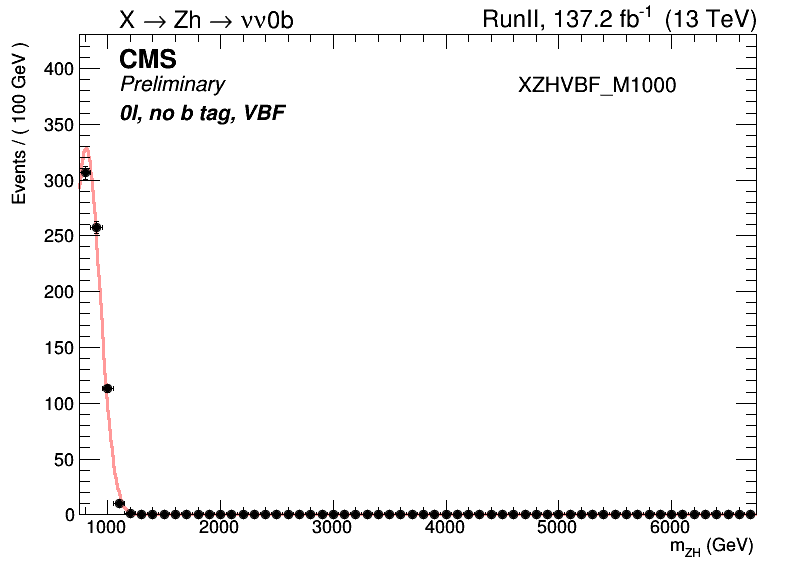 X → Zh → νν0b
RunII, 137.2 fb⁻¹ (13 TeV)
CMS
Preliminary
0l, no b tag, VBF
XZHVBF_M1000
Events / ( 100 GeV )
400
350
300
250
200
150
100
50
0
1000 2000 3000 4000 5000 6000
m_ZH (GeV)